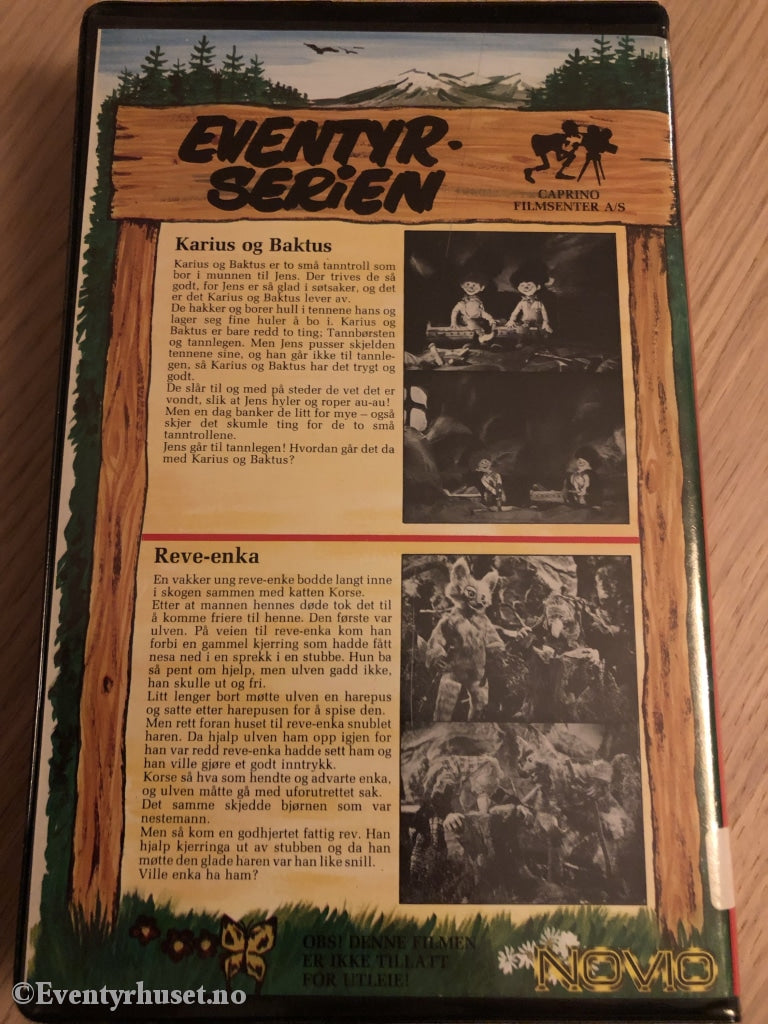 EVENTYR-
SERIEN
CAPRINO
FILMSENTER A/S
Karius og Baktus
Karius og Baktus er to små tanntroll som
bor i munnen til Jens. Der trives de så
godt, for Jens er så glad i søtsaker, og det
er det Karius og Baktus lever av.
De hakker og borer hull i tennene hans og
lager seg fine huler å bo i. Karius og
Baktus er bare redd to ting; Tannbørsten
og tannlegen. Men Jens pusser skjelden
tennene sine, og han går ikke til tannle-
gen, så Karius og Baktus har det trygt og
godt.
De slår til og med på steder de vet det er
vondt, slik at Jens hyler og roper au-au!
Men en dag banker de litt for mye – også
skjer det skumle ting for de to små
tanntrollene.
Jens går til tannlegen! Hvordan går det da
med Karius og Baktus?
Reve-enka
En vakker ung reve-enke bodde langt inne
i skogen sammen med katten Korse.
Etter at mannen hennes døde tok det til
å komme friere til henne. Den første var
ulven. På veien til reve-enka kom han
forbi en gammel kjerring som hadde fått
nesa ned i en sprekk i en stubbe. Hun ba
så pent om hjelp, men ulven gadd ikke,
han skulle ut og fri.
Litt lenger bort møtte ulven en harepus
og satte etter harepusen for å spise den.
Men rett foran huset til reve-enka snublet
haren. Da hjalp ulven ham opp igjen for
han var redd reve-enka hadde sett ham og
han ville gjøre et godt inntrykk.
Korse så hva som hendte og advarte enka,
og ulven måtte gå med uforutrettet sak.
Det samme skjedde bjørnen som var
nestemann.
Men så kom en godhjertet fattig rev. Han
hjalp kjerringa ut av stubben og da han
møtte den glade haren var han like snill.
Ville enka ha ham?
OBS! DENNE FILMEN
ER IKKE TILLATT
FOR UTLEIE!
NOVIO
©Eventyrhuset.no